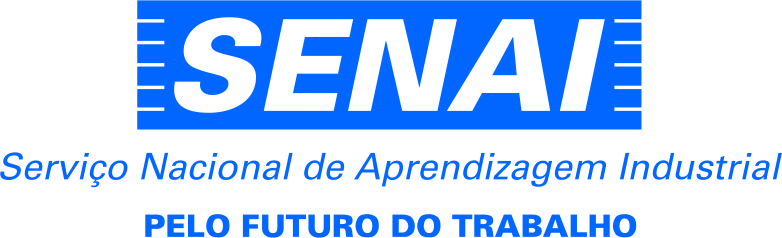 SENAI
Serviço Nacional de Aprendizagem Industrial
PELO FUTURO DO TRABALHO